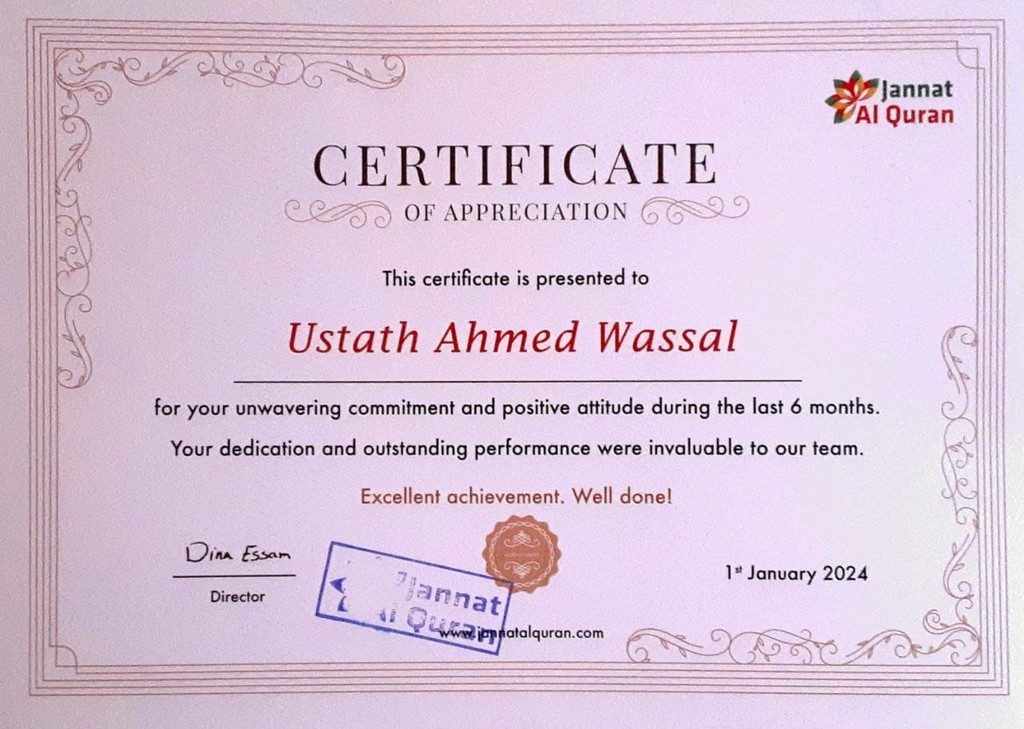 Jannat
Al Quran
CERTIFICATE
OF APPRECIATION
This certificate is presented to
Ustath Ahmed Wassal
for your unwavering commitment and positive attitude during the last 6 months.
Your dedication and outstanding performance were invaluable to our team.
Excellent achievement. Well done!
Dina Essam
Director
Jannat
Al Quran
1st January 2024
www.jannatalquran.com